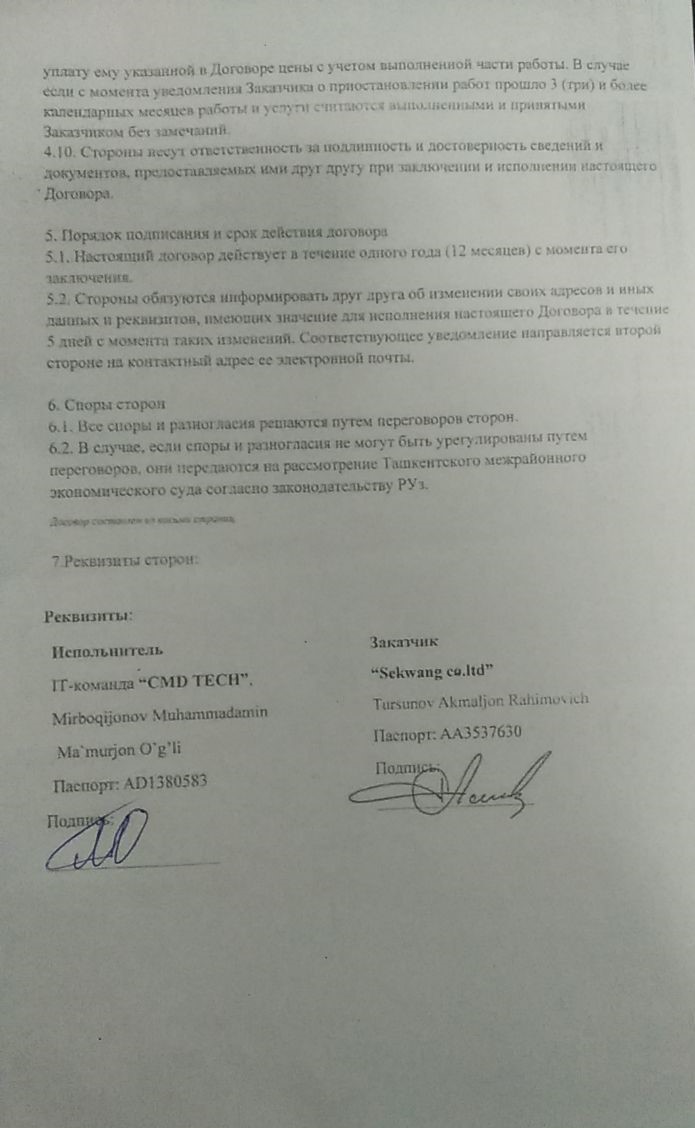 уплату ему указанной в Договоре цены с учетом выполненной части работы. В случае
если с момента уведомления Заказчика о приостановлении работ прошло 3 (три) и более
календарных месяцев работы и услуги считаются выполненными и принятыми
Заказчиком без замечаний.
4.10. Стороны несут ответственность за подлинность и достоверность сведений и
документов, предоставляемых ими друг другу при заключении и исполнении настоящего
Договора.
5. Порядок подписания и срок действия договора
5.1. Настоящий договор действует в течение одного года (12 месяцев) с момента его
заключения.
5.2. Стороны обязуются информировать друг друга об изменении своих адресов и иных
данных и реквизитов, имеющих значение для исполнения настоящего Договора в течение
5 дней с момента таких изменений. Соответствующее уведомление направляется второй
стороне на контактный адрес ее электронной почты.
6. Споры сторон
6.1. Все споры и разногласия решаются путем переговоров сторон.
6.2. В случае, если споры и разногласия не могут быть урегулированы путем
переговоров, они передаются на рассмотрение Ташкентского межрайонного
экономического суда согласно законодательству РУз.
Договор составлен на
7.Реквизиты сторон:
Реквизиты:
Испольнитель
IT-команда “CMD TECH”.
Mirboqijonov Muhammadamin
Ma`murjon O`g’li
Паспорт: AD1380583
Подпись:
Заказчик
“Sekwang co.ltd”
Tursunov Akmaljon Rahimovich
Паспорт: AA3537630
Подпись: